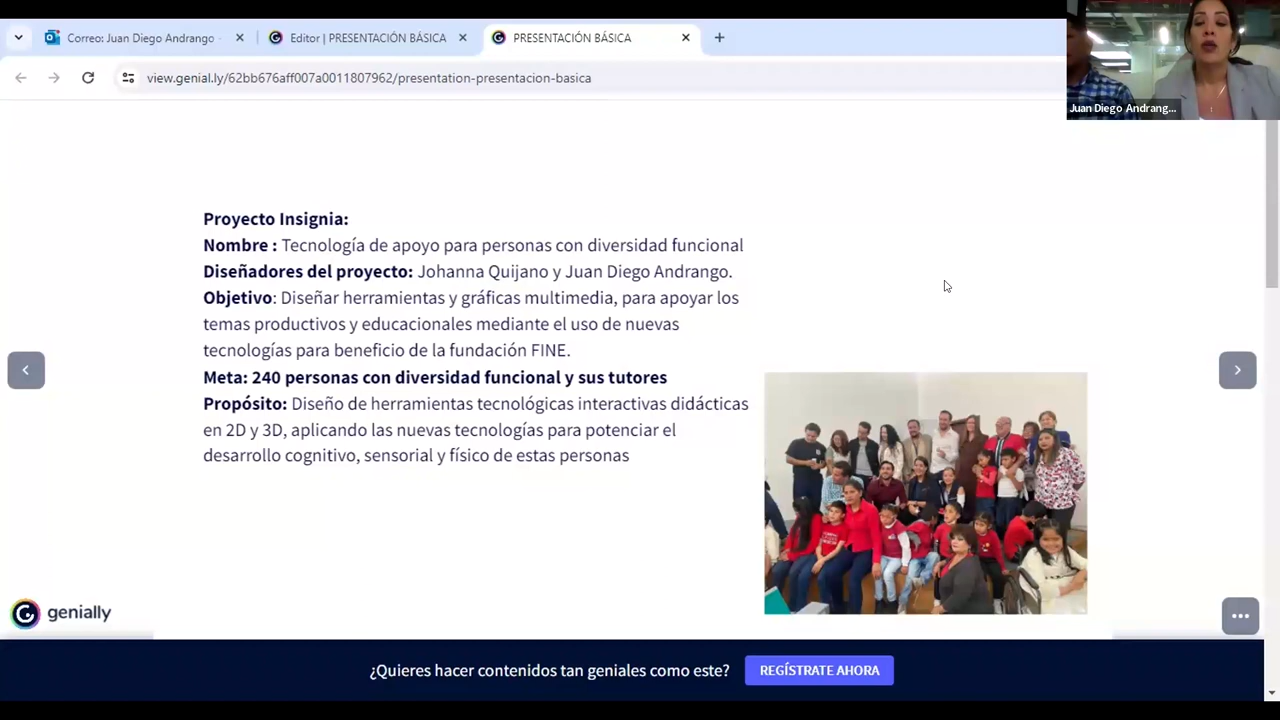 Correo: Juan Diego Andrango
Editor | PRESENTACIÓN BÁSICA
PRESENTACIÓN BÁSICA
view.genial.ly/62bb676aff007a0011807962/presentation-presentacion-basica
Juan Diego Andrang...
Proyecto Insignia:
Nombre : Tecnología de apoyo para personas con diversidad funcional
Diseñadores del proyecto: Johanna Quijano y Juan Diego Andrango.
Objetivo: Diseñar herramientas y gráficas multimedia, para apoyar los
temas productivos y educacionales mediante el uso de nuevas
tecnologías para beneficio de la fundación FINE.
Meta: 240 personas con diversidad funcional y sus tutores
Propósito: Diseño de herramientas tecnológicas interactivas didácticas
en 2D y 3D, aplicando las nuevas tecnologías para potenciar el
desarrollo cognitivo, sensorial y físico de estas personas
genially
¿Quieres hacer contenidos tan geniales como este?
REGÍSTRATE AHORA